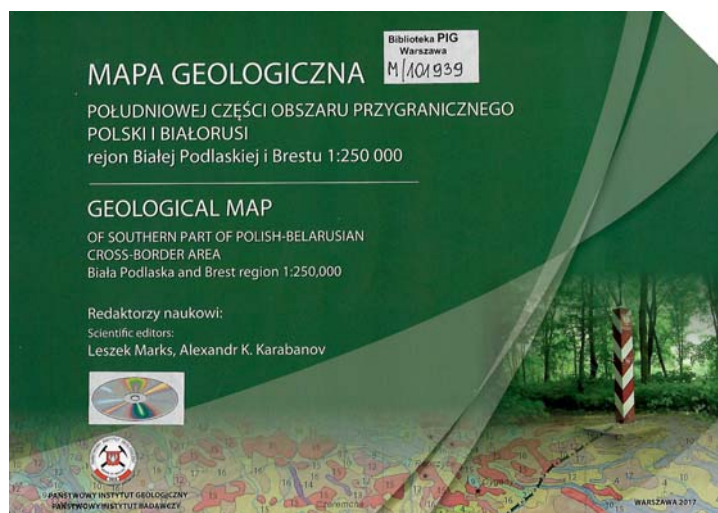 Biblioteka PIG
Warszawa
M/101939
MAPA GEOLOGICZNA
POŁUDNIOWEJ CZĘŚCI OBSZARU PRZYGRANICZNEGO
POLSKI I BIAŁORUSI
rejon Białej Podlaskiej i Brestu 1:250 000
GEOLOGICAL MAP
OF SOUTHERN PART OF POLISH-BELARUSIAN
CROSS-BORDER AREA
Biała Podlaska and Brest region 1:250,000
Redaktorzy naukowi:
Scientific editors:
Leszek Marks, Alexandr K. Karabanov
PAŃSTWOWY INSTYTUT GEOLOGICZNY
PAŃSTWOWY INSTYTUT BADAWCZY
WARSZAWA 2017